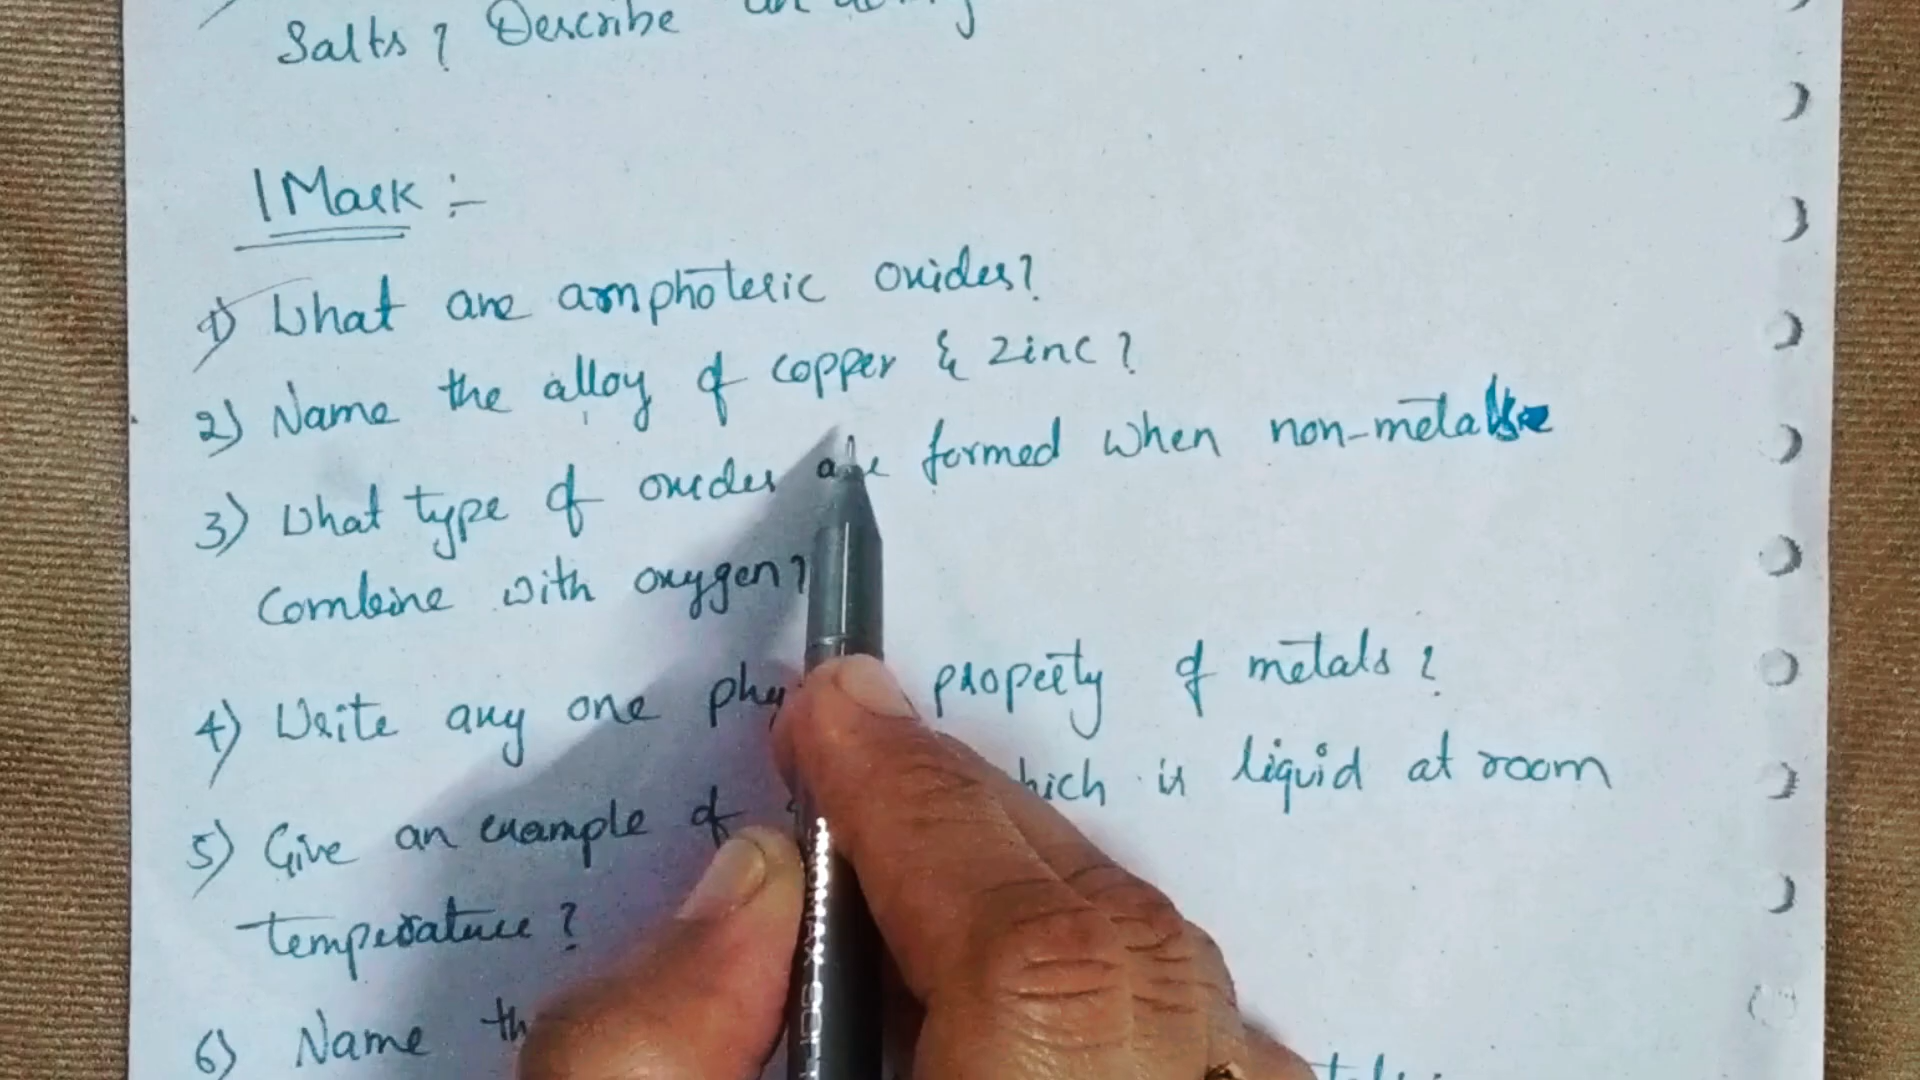 Salts? Describe
1 Mark :-
1) What are amphoteric oxides?
2) Name the alloy of copper & zinc?
3) What type of oxides are formed when non-metals
combine with oxygen?
4) Write any one property of metals?
5) Give an example of which is liquid at room
temperature?
6) Name